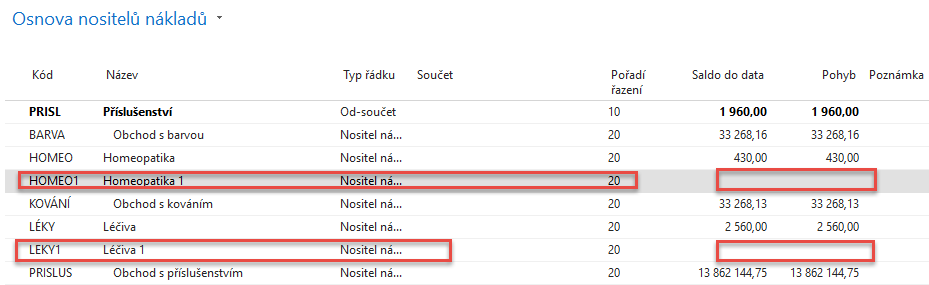 Osnova nositelů nákladů
Kód Název Typ řádku Součet Pořadí řazení Saldo do data Pohyb Poznámka
PRISL Příslušenství Od-součet 10 1 960,00 1 960,00
BARVA Obchod s barvou Nositel ná... 20 33 268,16 33 268,16
HOMEO Homeopatika Nositel ná... 20 430,00 430,00
HOMEO1 Homeopatika 1 Nositel ná... 20
KOVÁNÍ Obchod s kováním Nositel ná... 20 33 268,13 33 268,13
LÉKY Léčiva Nositel ná... 20 2 560,00 2 560,00
LEKY1 Léčiva 1 Nositel ná... 20
PRISLUS Obchod s příslušenstvím Nositel ná... 20 13 862 144,75 13 862 144,75